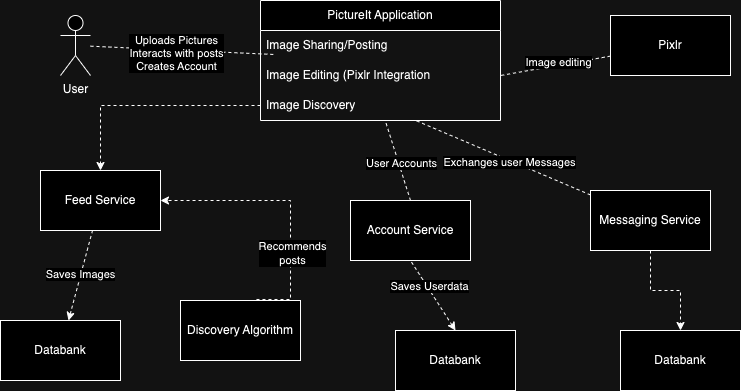 PictureIt Application
Uploads Pictures
Interacts with posts
Creates Account
User
Image Sharing/Posting
Image Editing (Pixlr Integration
Image Discovery
Image editing
Pixlr
User Accounts
Exchanges user Messages
Feed Service
Account Service
Messaging Service
Recommends
posts
Saves Images
Saves Userdata
Discovery Algorithm
Databank
Databank
Databank